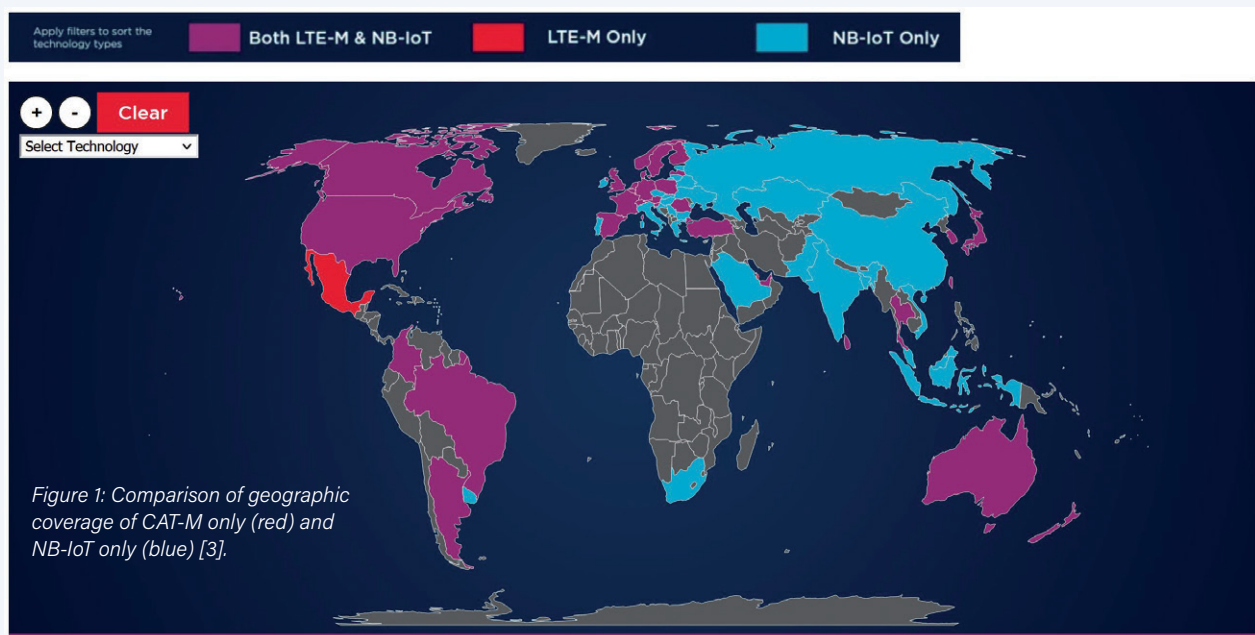 Apply filters to sort the
technology types
Both LTE-M & NB-IoT
LTE-M Only
NB-IoT Only
+
-
Clear
Select Technology
Figure 1: Comparison of geographic
coverage of CAT-M only (red) and
NB-IoT only (blue) [3].